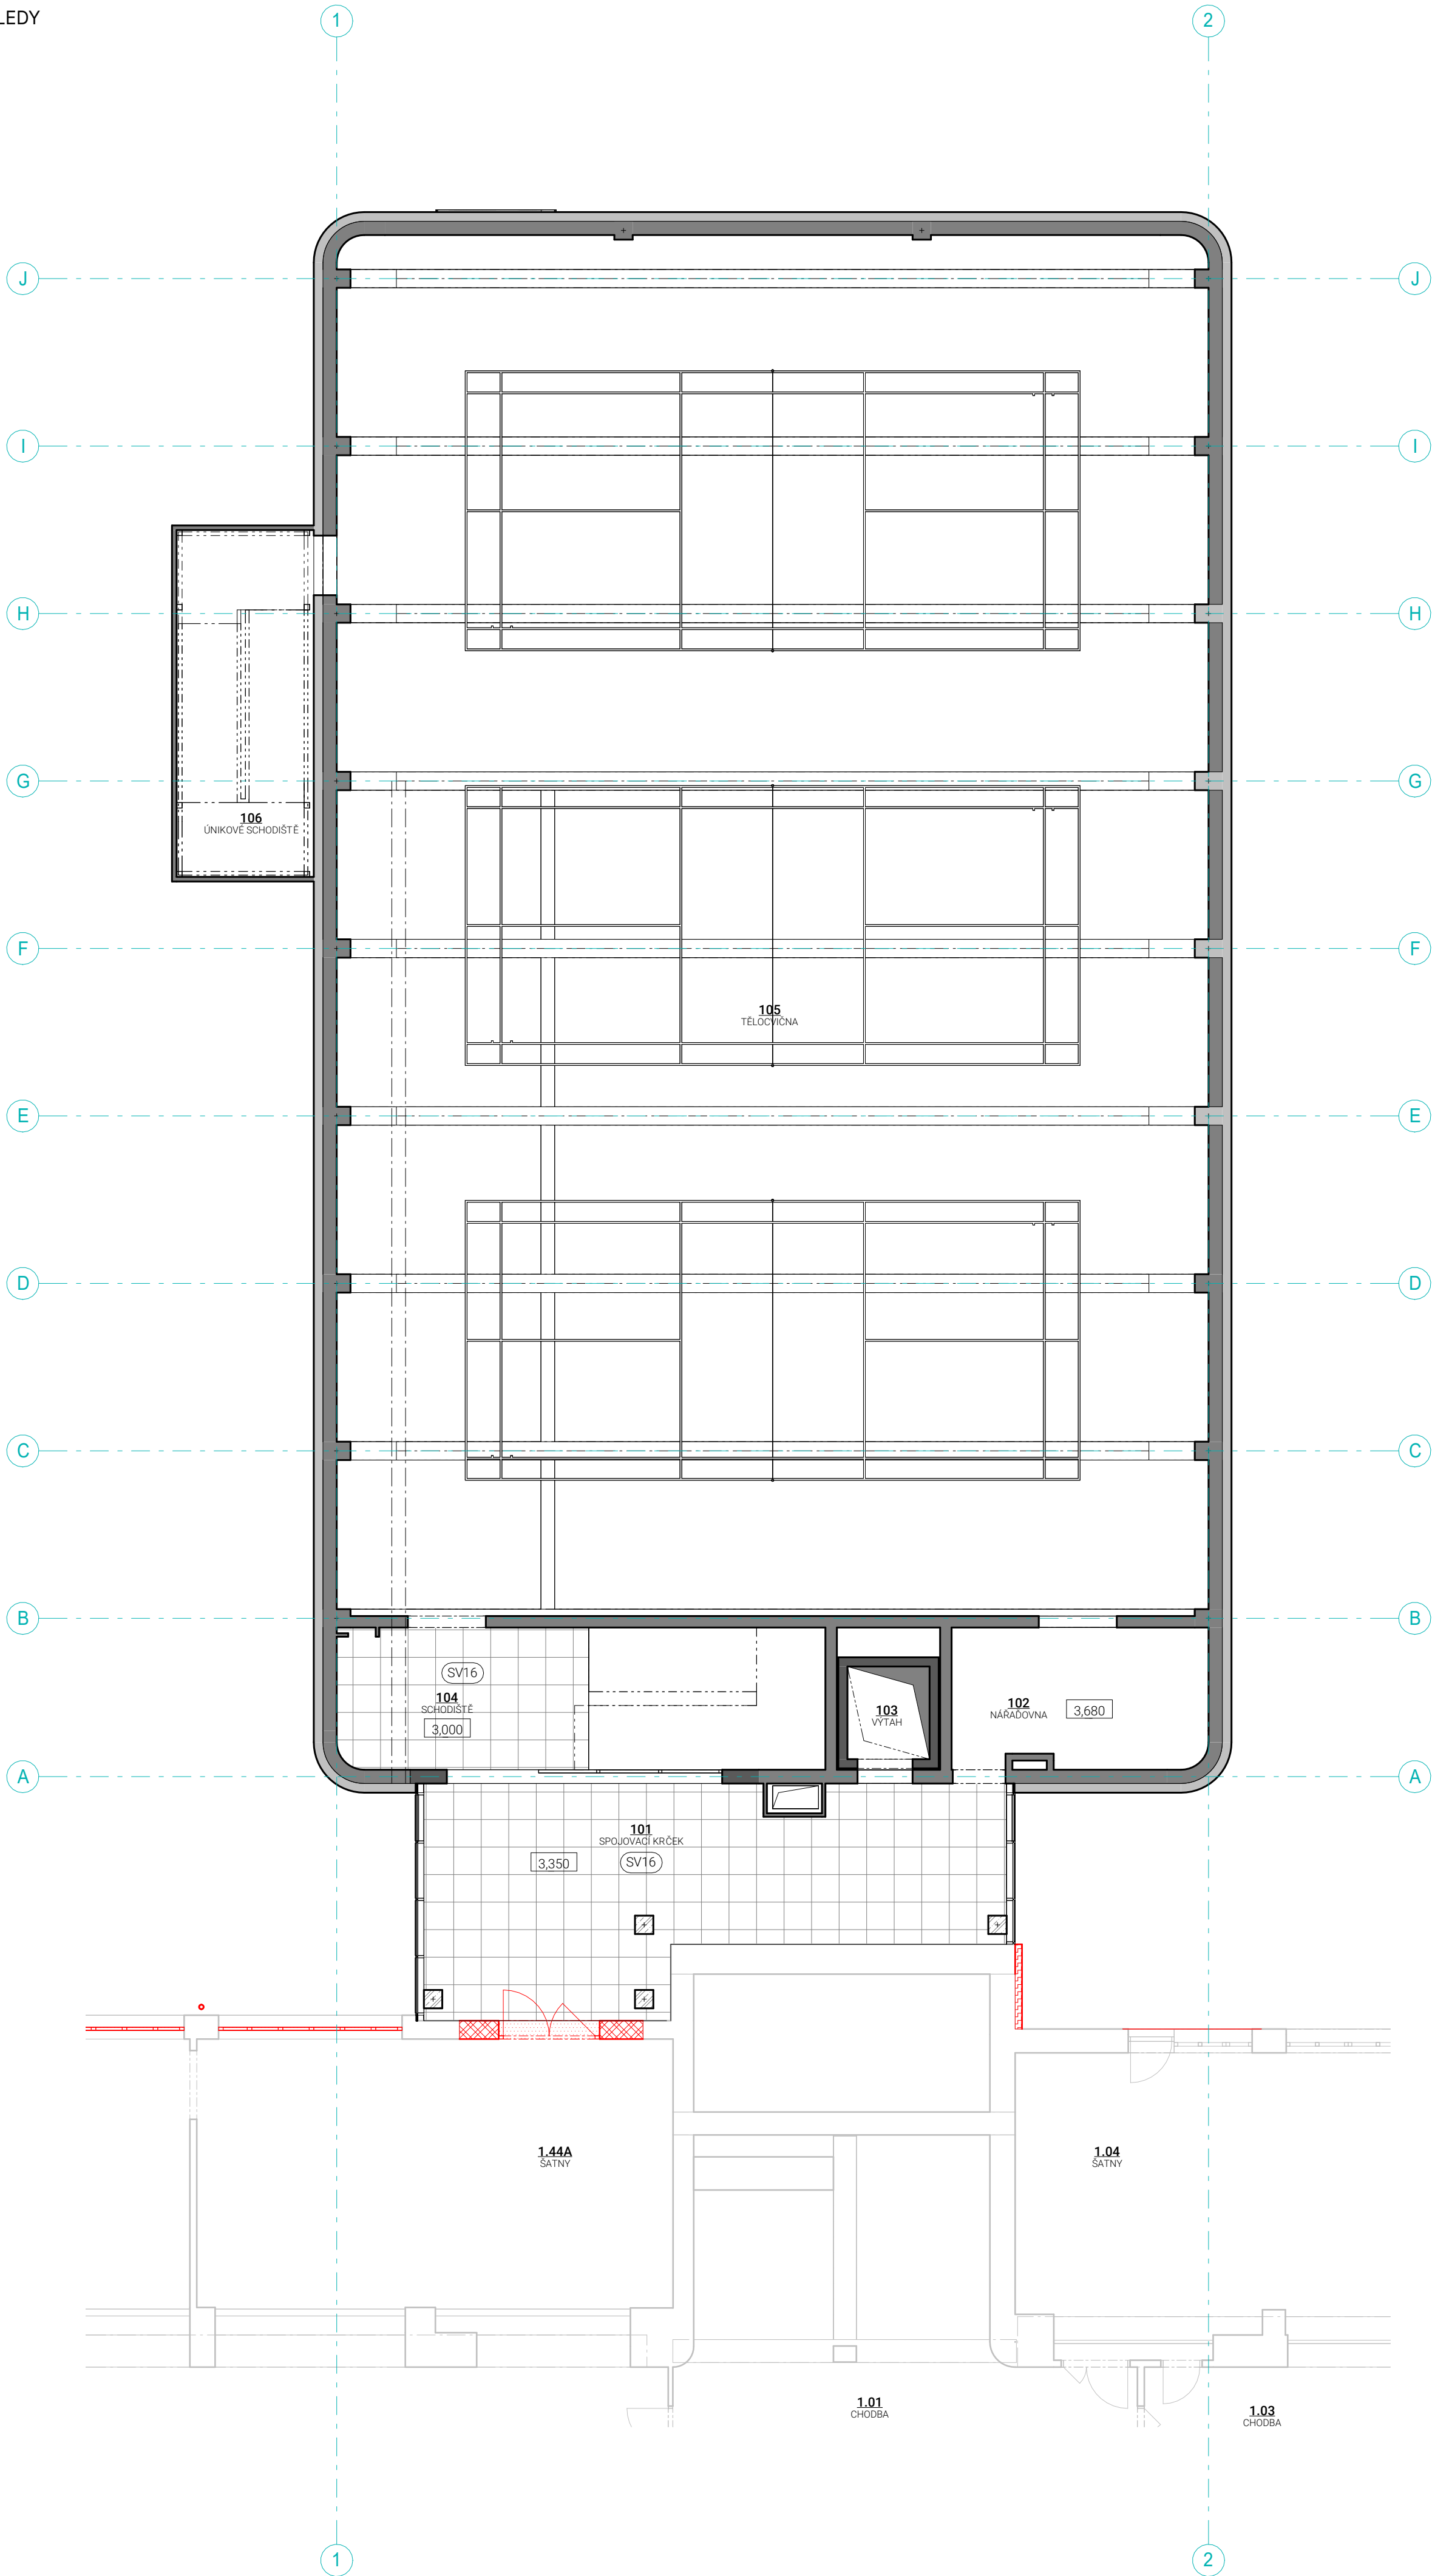 LEDY
1
2
J
J
I
I
H
H
G
G
106
ÚNIKOVÉ SCHODIŠTĚ
F
F
105
TĚLOCVIČNA
E
E
D
D
C
C
B
B
SV16
104
SCHODIŠTĚ
3,000
103
VÝTAH
102
NÁŘAĎOVNA
3,680
A
A
101
SPOJOVACÍ KRČEK
3,350
SV16
1.44A
ŠATNY
1.04
ŠATNY
1.01
CHODBA
1.03
CHODBA
1
2